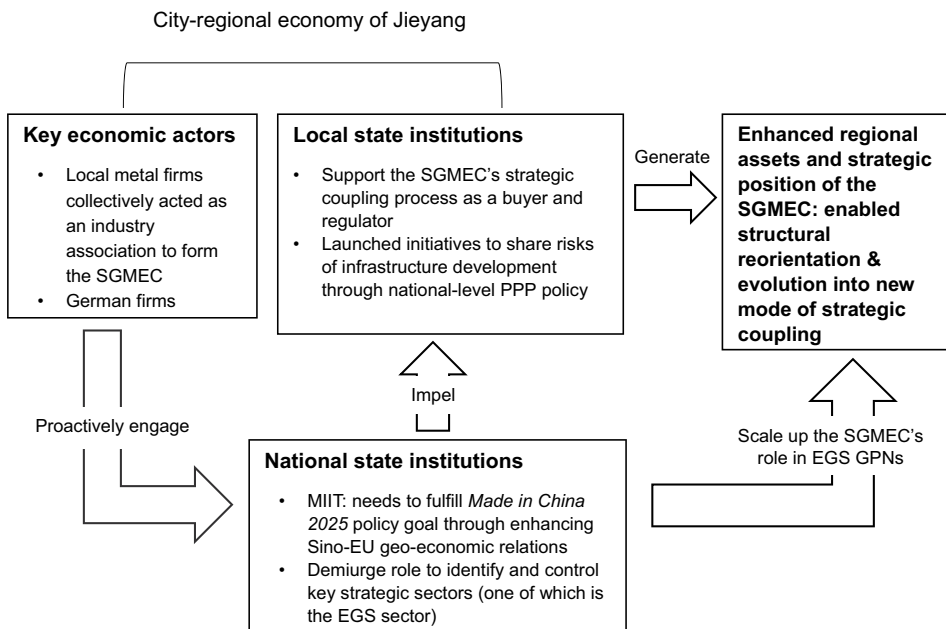 City-regional economy of Jieyang
Key economic actors
• Local metal firms
collectively acted as
an industry
association to form
the SGMEC
• German firms
Local state institutions
• Support the SGMEC's strategic
coupling process as a buyer and
regulator
• Launched initiatives to share risks
of infrastructure development
through national-level PPP policy
Generate
Enhanced regional
assets and strategic
position of the
SGMEC: enabled
structural
reorientation &
evolution into new
mode of strategic
coupling
Proactively engage
Impel
Scale up the SGMEC's
role in EGS GPNs
National state institutions
• MIIT: needs to fulfill Made in China
2025 policy goal through enhancing
Sino-EU geo-economic relations
• Demiurge role to identify and control
key strategic sectors (one of which is
the EGS sector)